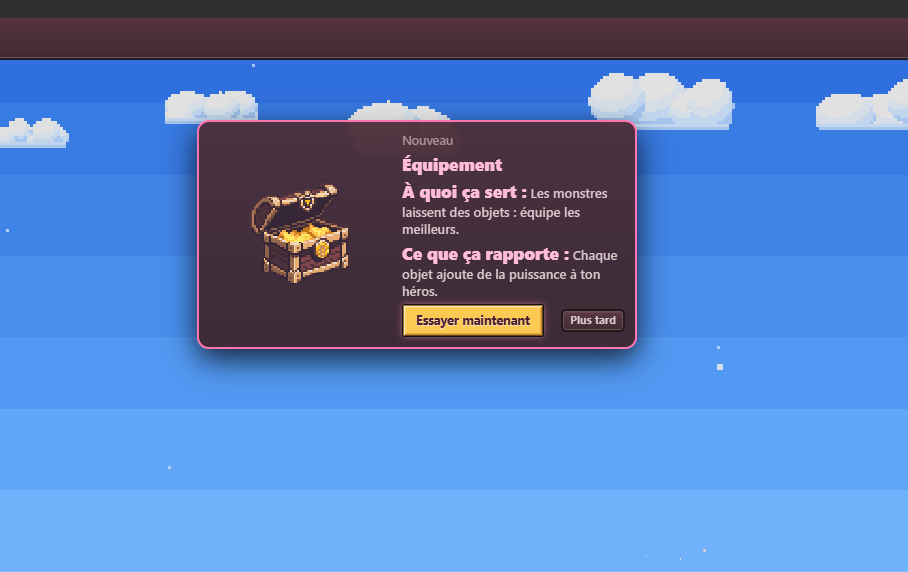 Nouveau
Équipement
À quoi ça sert : Les monstres
laissent des objets : équipe les
meilleurs.
Ce que ça rapporte : Chaque
objet ajoute de la puissance à ton
héros.
Essayer maintenant
Plus tard